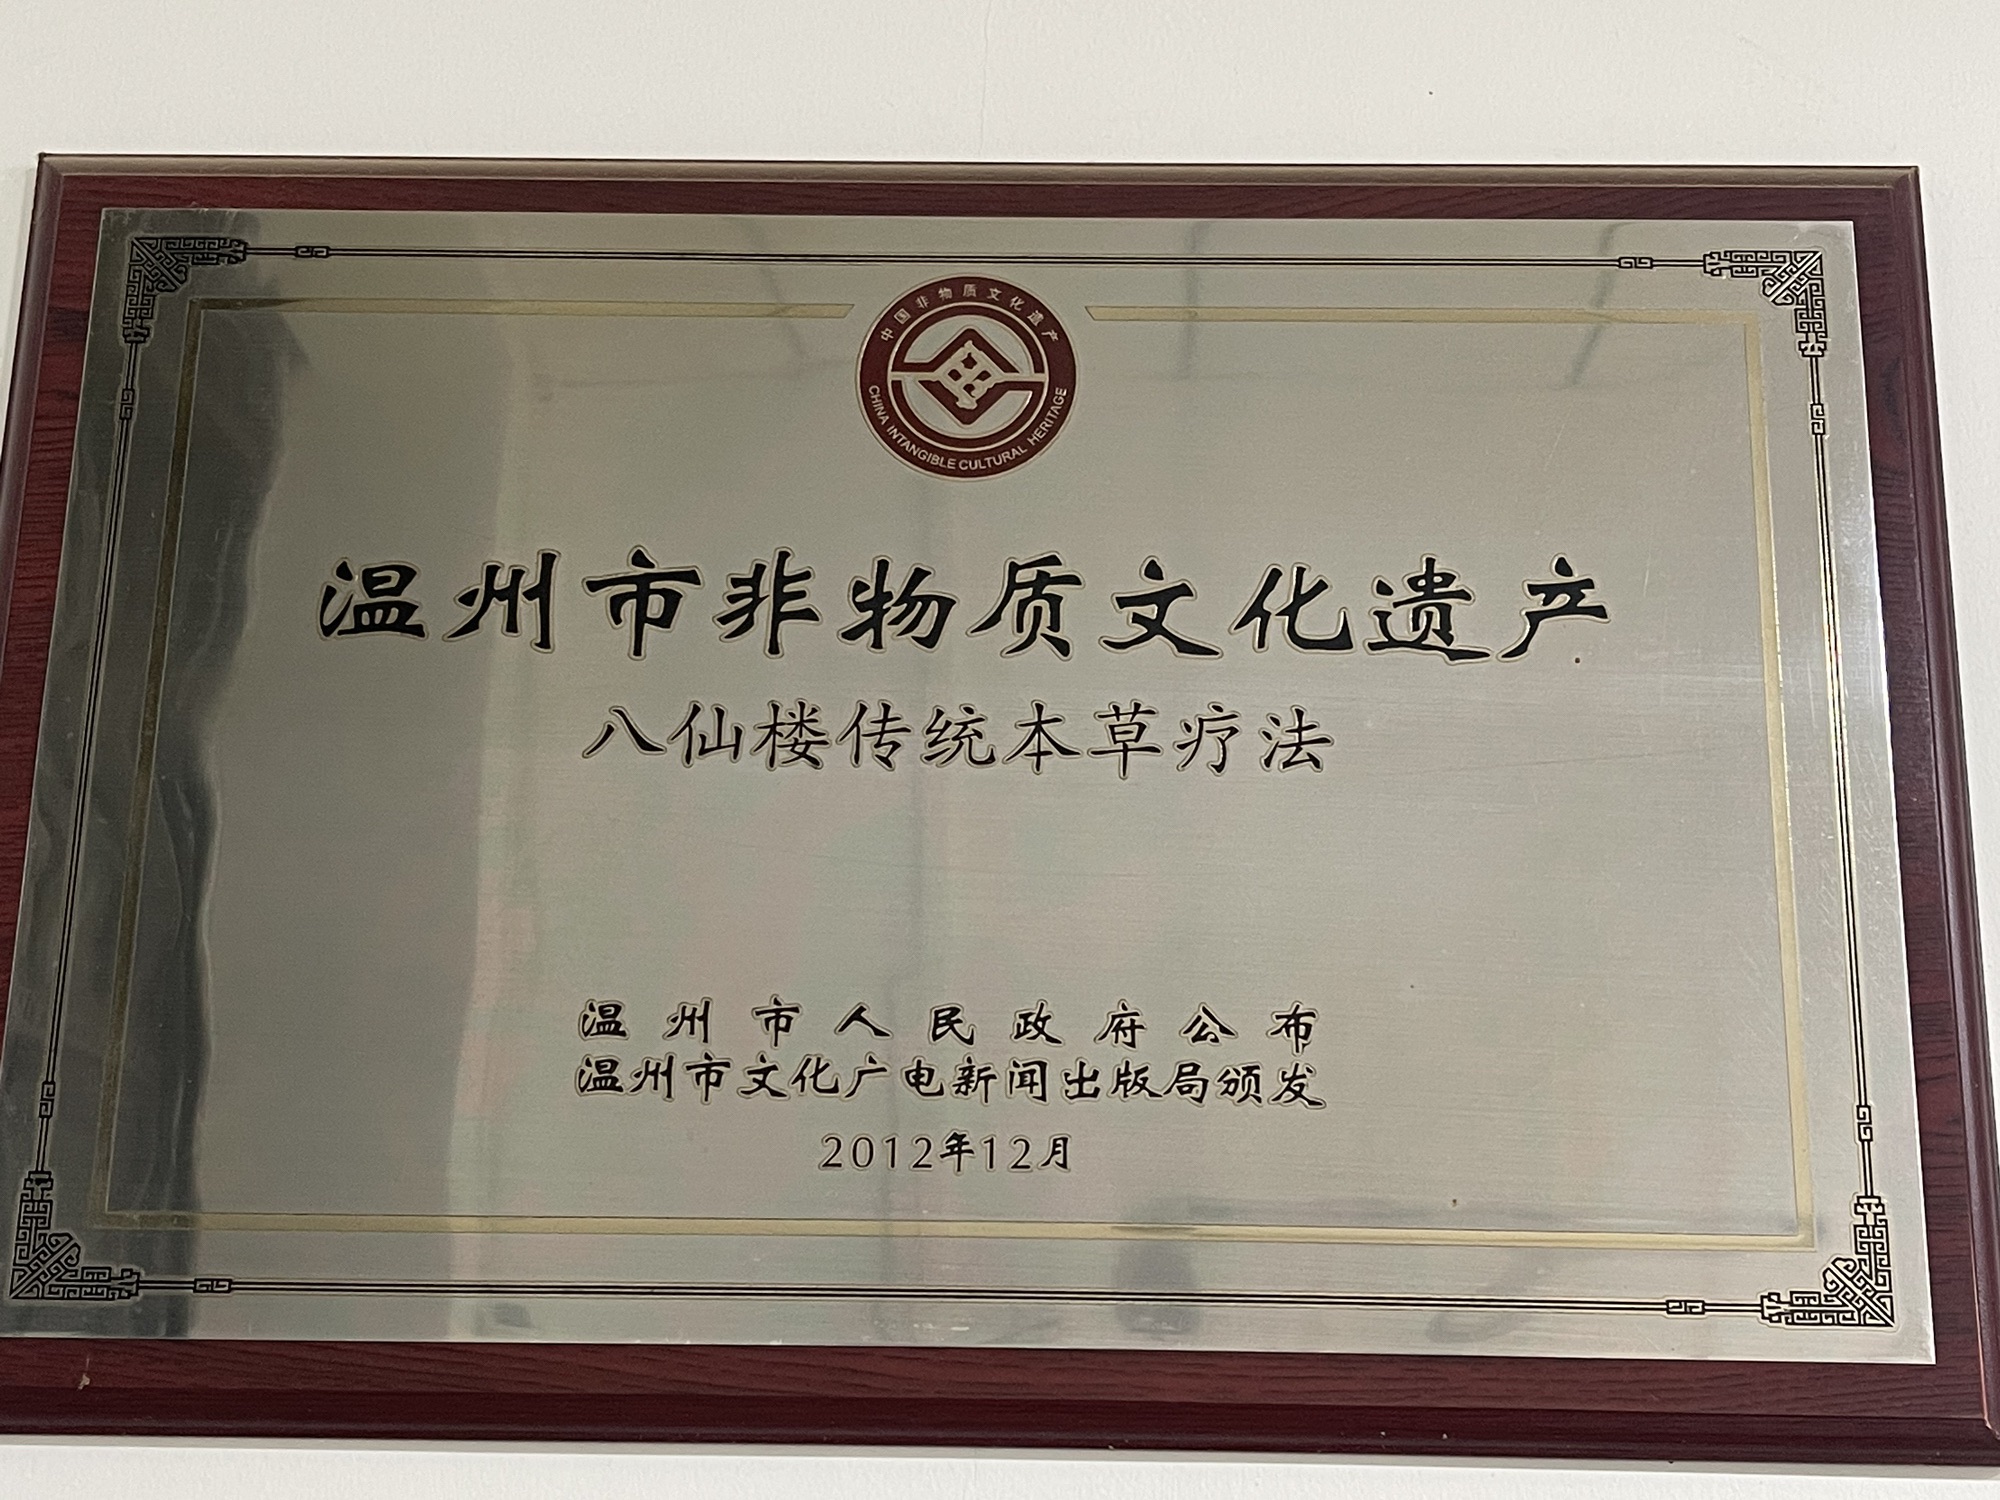 中国非物质文化遗产
CHINA INTANGIBLE CULTURAL HERITAGE
温州市非物质文化遗产
八仙楼传统本草疗法
温州市人民政府公布
温州市文化广电新闻出版局颁发
2012年12月